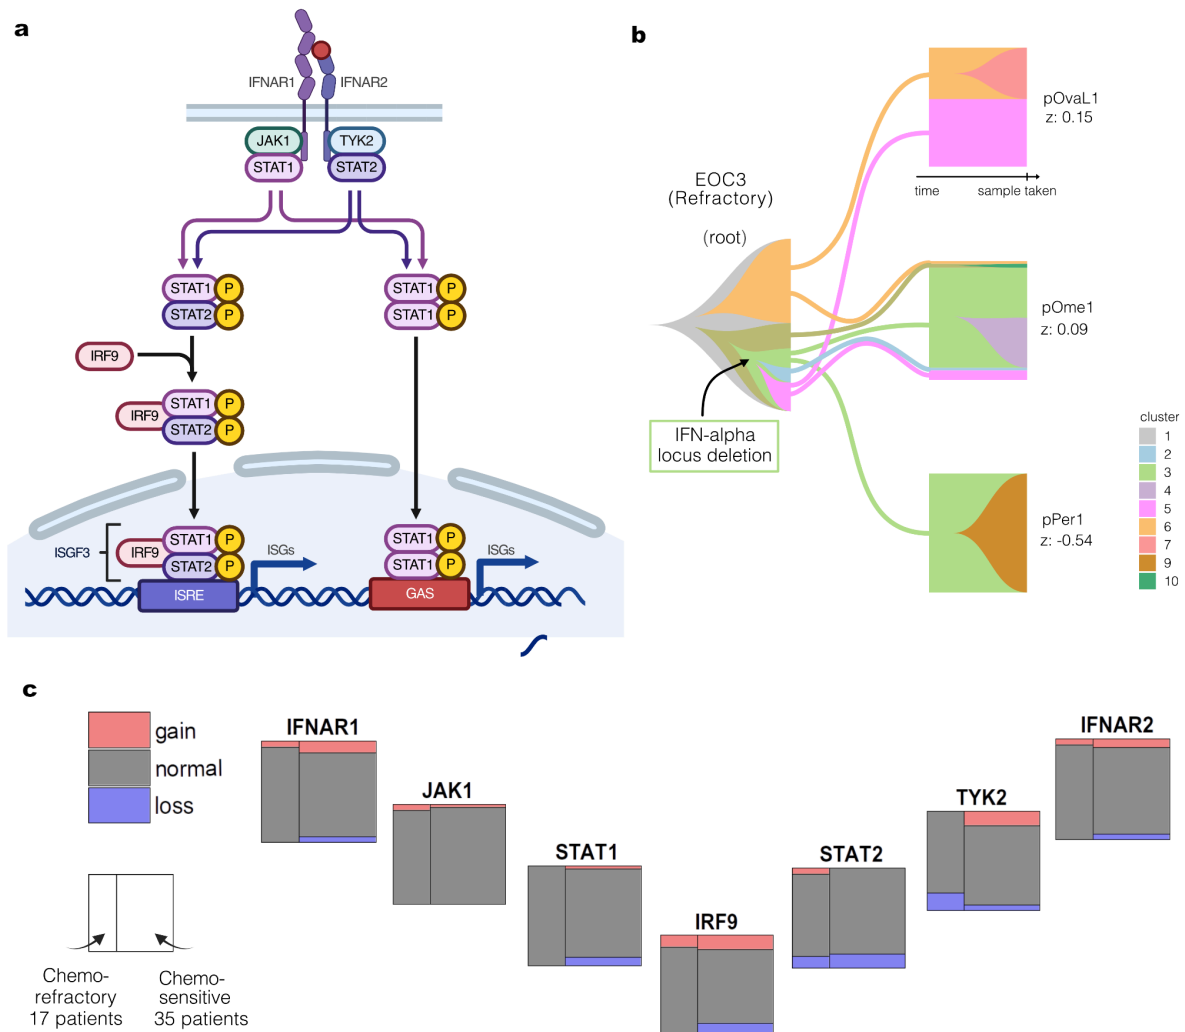 a
IFNAR1
IFNAR2
JAK1
TYK2
STAT1
STAT2
STAT1 P
STAT2 P
STAT1 P
STAT1 P
IRF9
IRF9 STAT1 P
STAT2 P
ISGF3
IRF9 STAT1 P
STAT2 P
ISGs
ISRE
STAT1 P
STAT1 P
ISGs
GAS
b
EOC3
(Refractory)
(root)
IFN-alpha
locus deletion
pOvaL1
z: 0.15
time
sample taken
pOme1
z: 0.09
pPer1
z: -0.54
cluster
1
2
3
4
5
6
7
9
10
c
gain
normal
loss
Chemo-
refractory
17 patients
Chemo-
sensitive
35 patients
IFNAR1
JAK1
STAT1
IRF9
STAT2
TYK2
IFNAR2